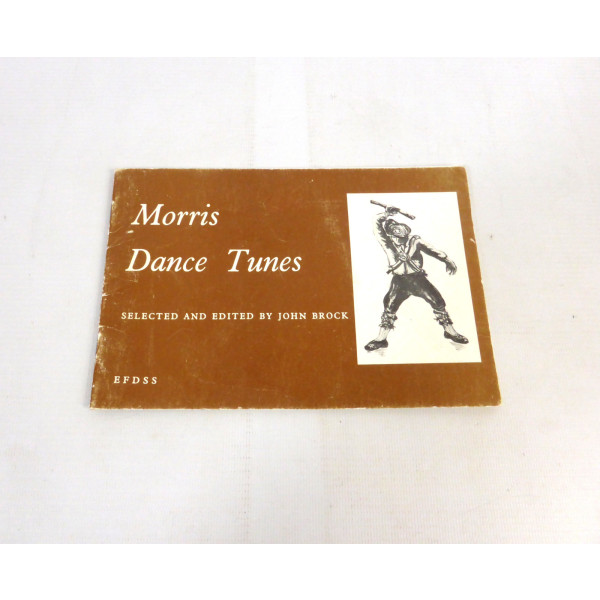 Morris
Dance Tunes
SELECTED AND EDITED BY JOHN BROCK
EFDSS